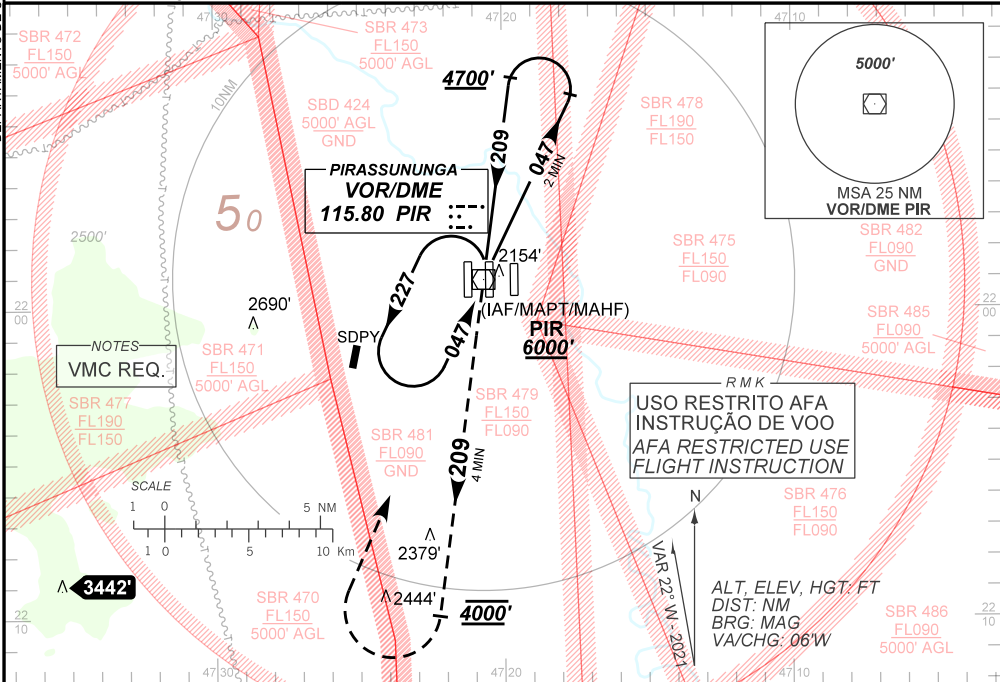 47 30
47 20
47 10
SBR 472
FL150
5000' AGL
SBR 473
FL150
5000' AGL
4700'
5000'
10NM
SBD 424
5000' AGL
GND
SBR 478
FL190
FL150
209
047
2 MIN
PIRASSUNUNGA
VOR/DME
115.80 PIR
MSA 25 NM
VOR/DME PIR
50
2500'
2154'
SBR 475
FL150
FL090
SBR 482
FL090
GND
227
22
00
2690'
(IAF/MAPT/MAHF)
PIR
6000'
22
00
SBR 485
FL090
5000' AGL
SDPY
047
NOTES
VMC REQ.
SBR 471
FL150
5000' AGL
RMK
USO RESTRITO AFA
INSTRUÇÃO DE VOO
AFA RESTRICTED USE
FLIGHT INSTRUCTION
SBR 477
FL190
FL150
SBR 479
FL150
FL090
SBR 481
FL090
GND
209
4 MIN
SCALE
1 0 5 NM
1 0 5 10 Km
N
SBR 476
FL150
FL090
2379'
VAR 22° W - 2021
3442'
2444'
4000'
SBR 470
FL150
5000' AGL
ALT, ELEV, HGT: FT
DIST: NM
BRG: MAG
VA/CHG: 06'W
SBR 486
FL090
5000' AGL
22
10
22
10
47 30
47 20
47 10